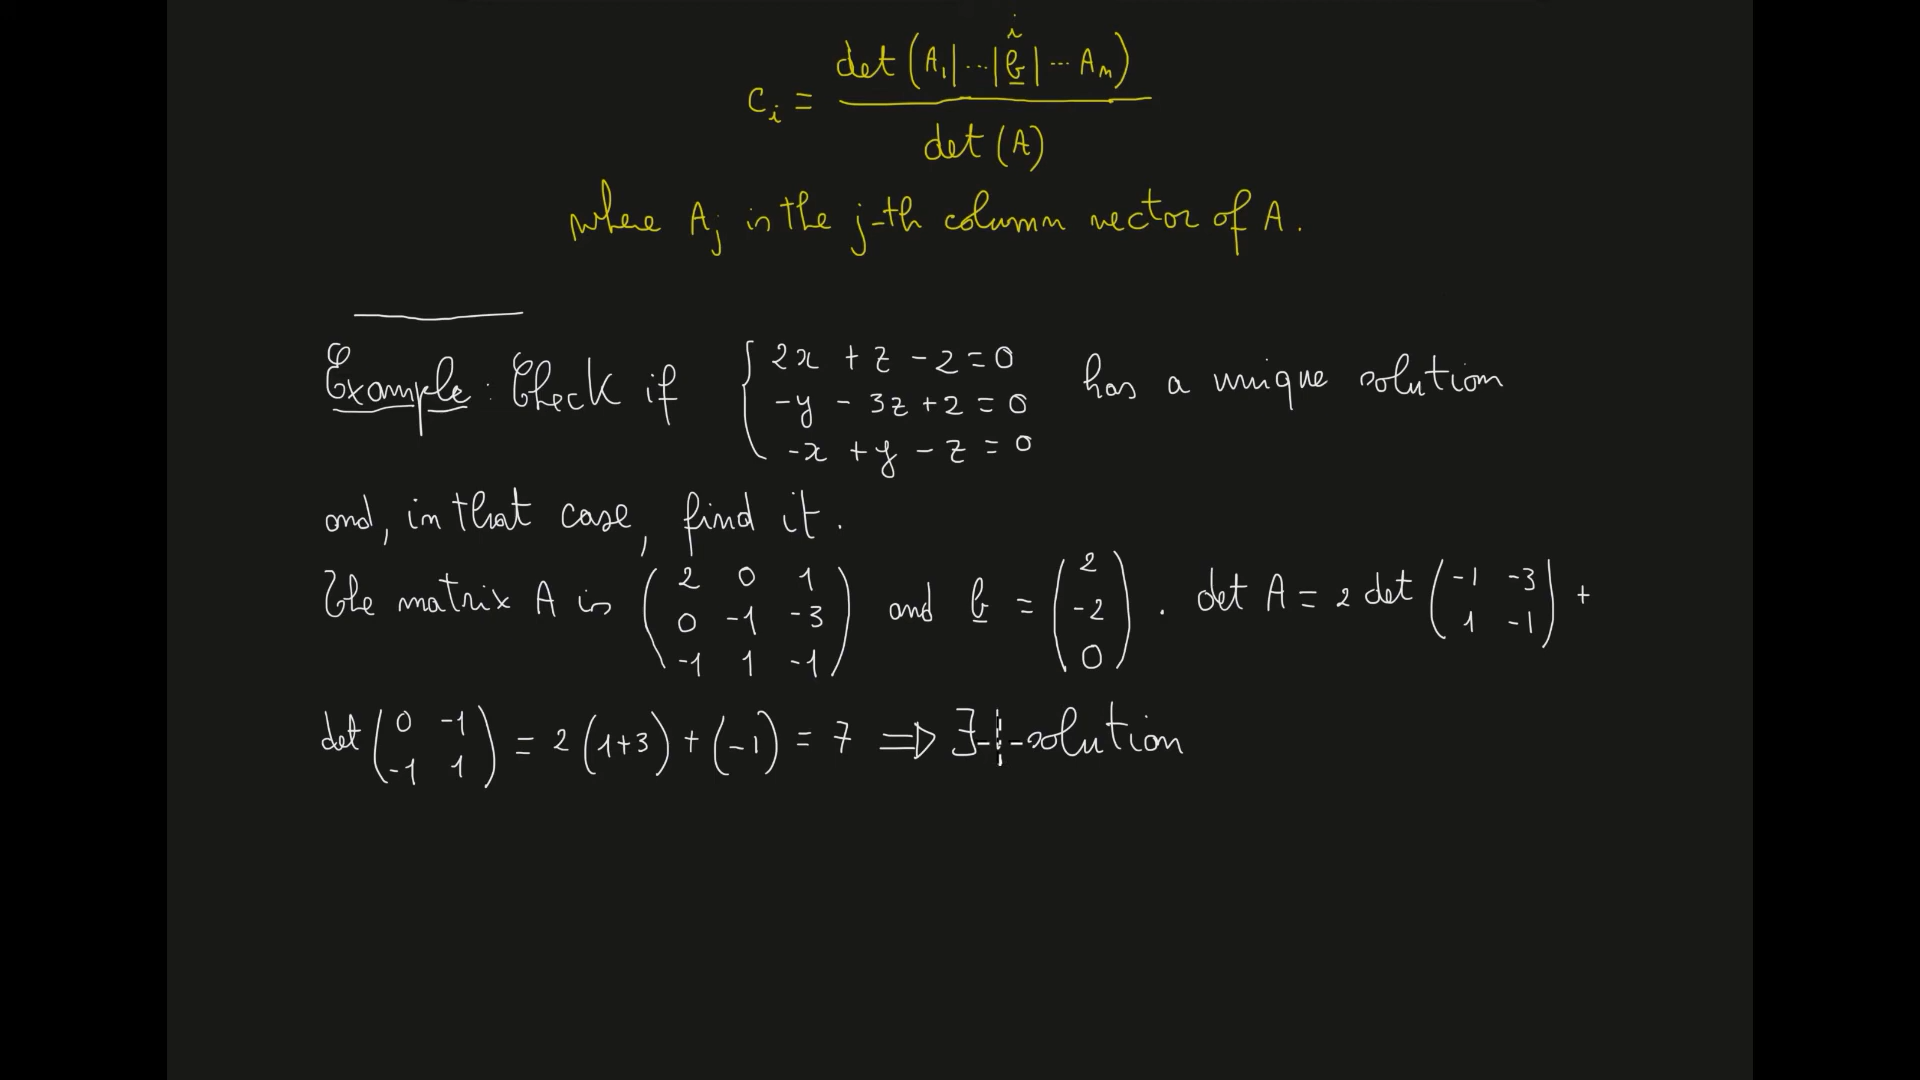 c_i = det (A_1 | ... | b | ... A_n) / det (A)
where A_j is the j-th column vector of A.
Example: Check if { 2x + z - 2 = 0 has a unique solution
-y - 3z + 2 = 0
-x + y - z = 0
and, in that case, find it.
The matrix A is ( 2 0 1 / 0 -1 -3 / -1 1 -1 ) and b = ( 2 / -2 / 0 ). det A = 2 det ( -1 -3 / 1 -1 ) +
det ( 0 -1 / -1 1 ) = 2 (1+3) + (-1) = 7 ⇒ ∃ ! solution